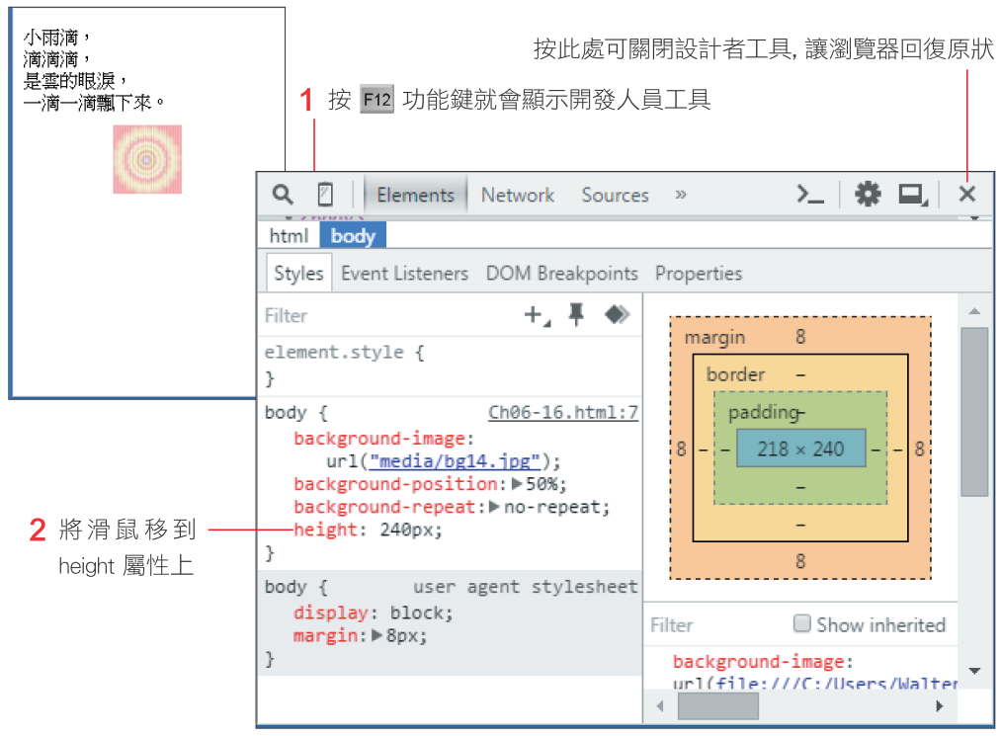 小雨滴，
滴滴滴，
是雲的眼淚，
一滴一滴飄下來。
按此處可關閉設計者工具, 讓瀏覽器回復原狀
1 按 F12 功能鍵就會顯示開發人員工具
Elements Network Sources »
html body
Styles Event Listeners DOM Breakpoints Properties
Filter
element.style {
}
body { Ch06-16.html:7
background-image:
url("media/bg14.jpg");
background-position:▶50%;
background-repeat:▶no-repeat;
height: 240px;
}
2 將滑鼠移到
height 屬性上
body { user agent stylesheet
display: block;
margin:▶8px;
}
margin 8
border –
padding –
8 – – 218 × 240 – – 8
–
–
8
Filter Show inherited
background-image:
url(file:///C:/Users/Walter